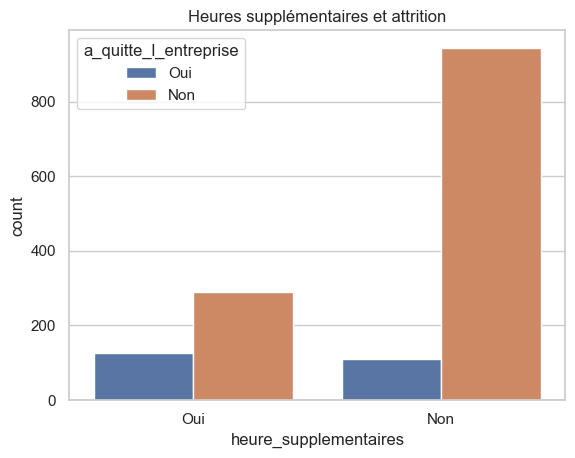 Heures supplémentaires et attrition
a_quitte_l_entreprise
Oui
Non
800
600
400
200
0
count
Oui
Non
heure_supplementaires